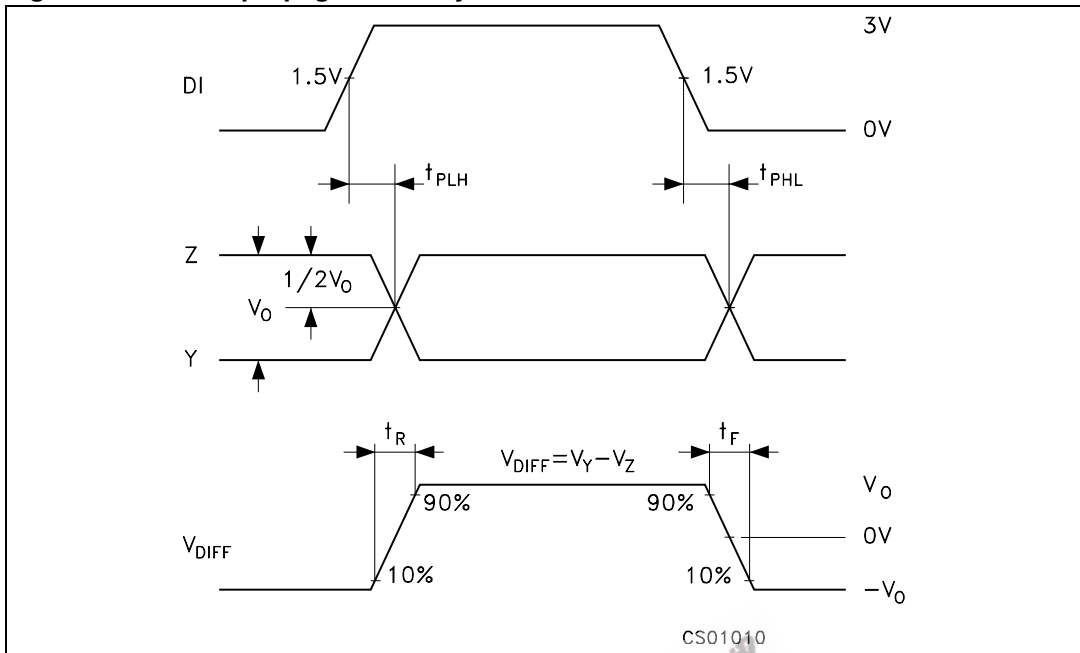 3V
DI
1.5V
1.5V
0V
tPLH
tPHL
Z
1/2VO
VO
Y
tR
tF
VDIFF=VY-VZ
VO
90%
90%
0V
VDIFF
10%
10%
-VO
CS01010